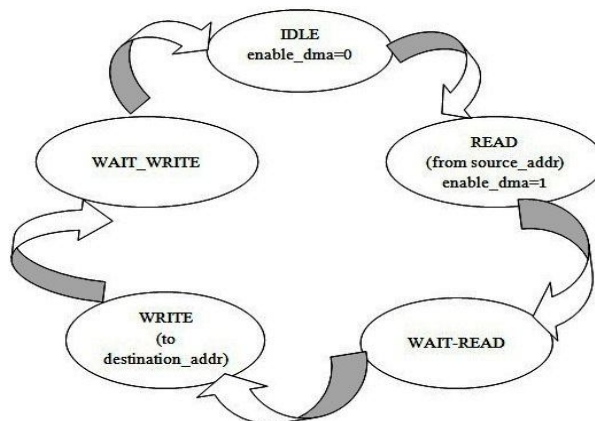 IDLE
enable_dma=0
READ
(from source_addr)
enable_dma=1
WAIT-READ
WRITE
(to
destination_addr)
WAIT_WRITE